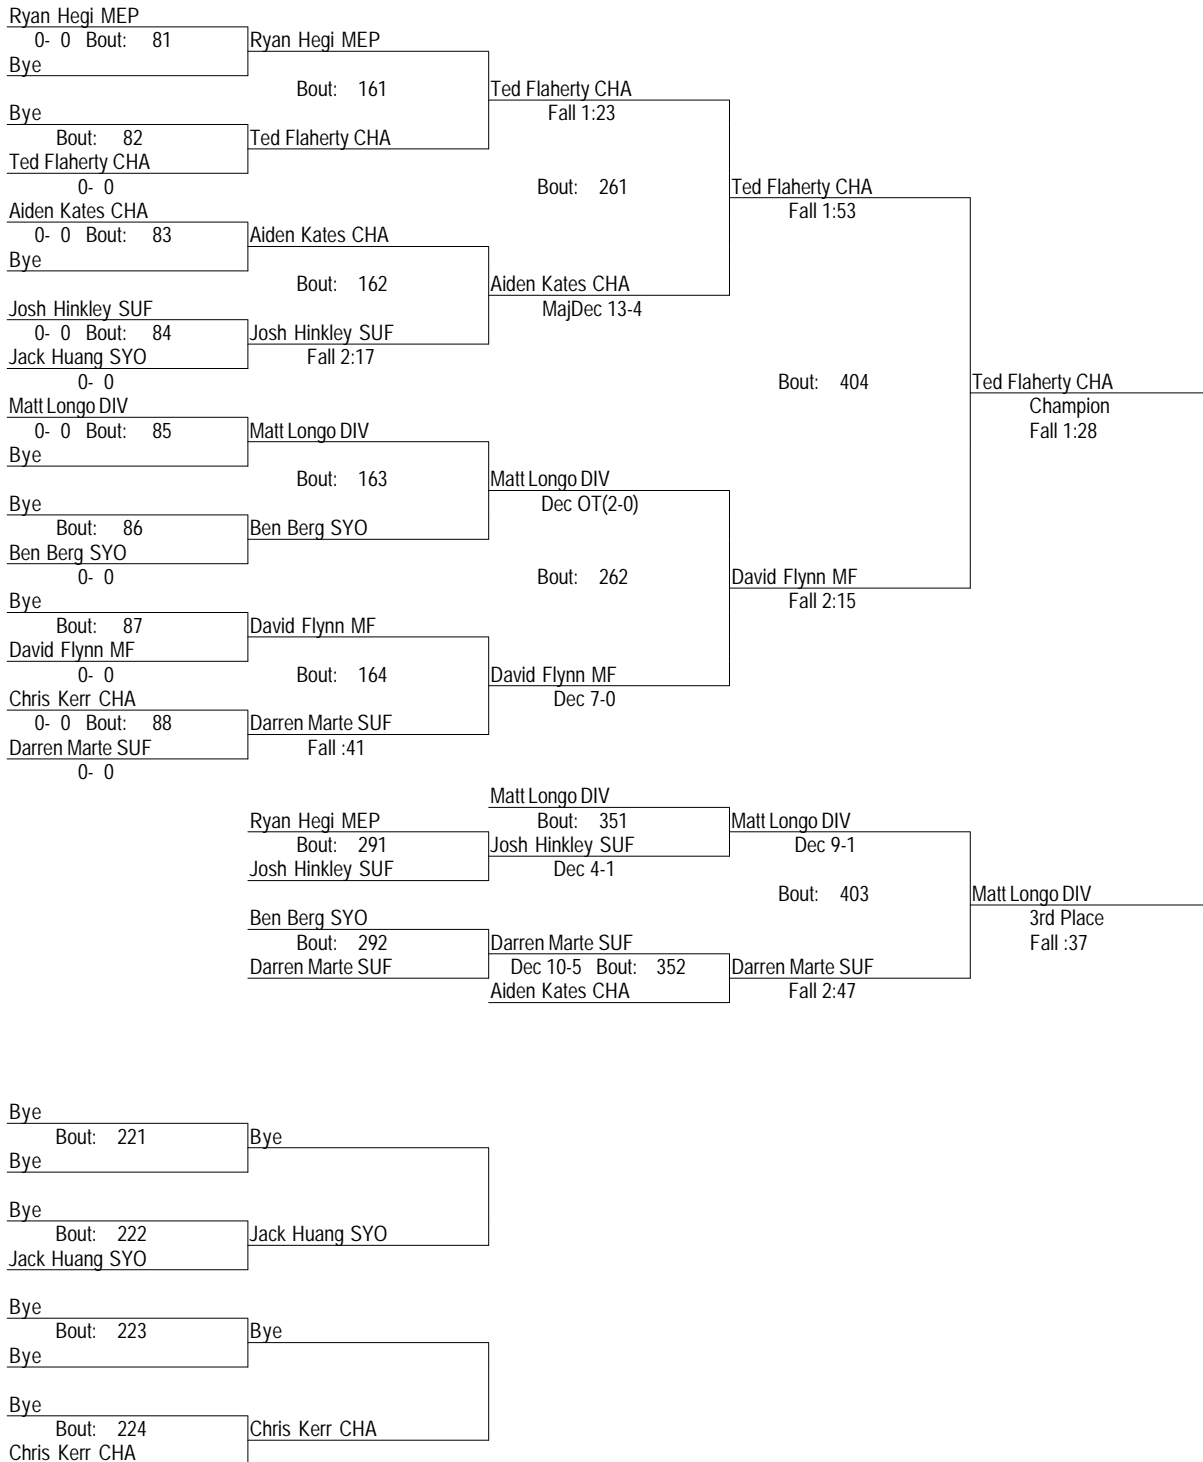 Ryan Hegi MEP
0- 0 Bout: 81 Ryan Hegi MEP
Bye
Bout: 161 Ted Flaherty CHA
Bye Fall 1:23
Bout: 82 Ted Flaherty CHA
Ted Flaherty CHA
0- 0 Bout: 261 Ted Flaherty CHA
Aiden Kates CHA Fall 1:53
0- 0 Bout: 83 Aiden Kates CHA
Bye
Bout: 162 Aiden Kates CHA
Josh Hinkley SUF MajDec 13-4
0- 0 Bout: 84 Josh Hinkley SUF
Jack Huang SYO Fall 2:17
0- 0 Bout: 404 Ted Flaherty CHA
Matt Longo DIV Champion
0- 0 Bout: 85 Matt Longo DIV Fall 1:28
Bye
Bout: 163 Matt Longo DIV
Bye Dec OT(2-0)
Bout: 86 Ben Berg SYO
Ben Berg SYO
0- 0 Bout: 262 David Flynn MF
Bye Fall 2:15
Bout: 87 David Flynn MF
David Flynn MF
0- 0 Bout: 164 David Flynn MF
Chris Kerr CHA Dec 7-0
0- 0 Bout: 88 Darren Marte SUF
Darren Marte SUF Fall :41
0- 0
Matt Longo DIV
Ryan Hegi MEP Bout: 351 Matt Longo DIV
Bout: 291 Josh Hinkley SUF Dec 9-1
Josh Hinkley SUF Dec 4-1
Bout: 403 Matt Longo DIV
Ben Berg SYO 3rd Place
Bout: 292 Darren Marte SUF Fall :37
Darren Marte SUF Dec 10-5 Bout: 352 Darren Marte SUF
Aiden Kates CHA Fall 2:47
Bye
Bout: 221 Bye
Bye
Bye
Bout: 222 Jack Huang SYO
Jack Huang SYO
Bye
Bout: 223 Bye
Bye
Bye
Bout: 224 Chris Kerr CHA
Chris Kerr CHA